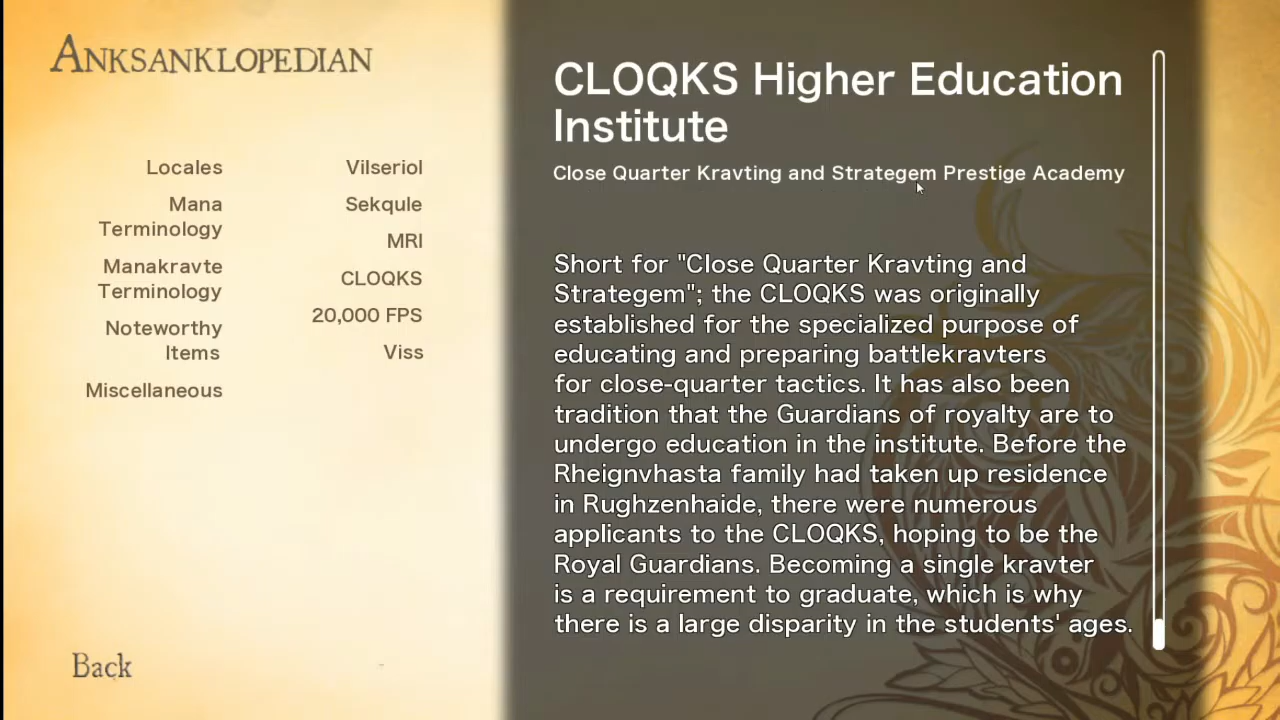 ANKSANKLOPEDIAN
Locales
Mana
Terminology
Manakravte
Terminology
Noteworthy
Items
Miscellaneous
Vilseriol
Sekqule
MRI
CLOQKS
20,000 FPS
Viss
Back
CLOQKS Higher Education
Institute
Close Quarter Kravting and Strategem Prestige Academy
Short for "Close Quarter Kravting and
Strategem"; the CLOQKS was originally
established for the specialized purpose of
educating and preparing battlekravters
for close-quarter tactics. It has also been
tradition that the Guardians of royalty are to
undergo education in the institute. Before the
Rheignvhasta family had taken up residence
in Rughzenhaide, there were numerous
applicants to the CLOQKS, hoping to be the
Royal Guardians. Becoming a single kravter
is a requirement to graduate, which is why
there is a large disparity in the students' ages.